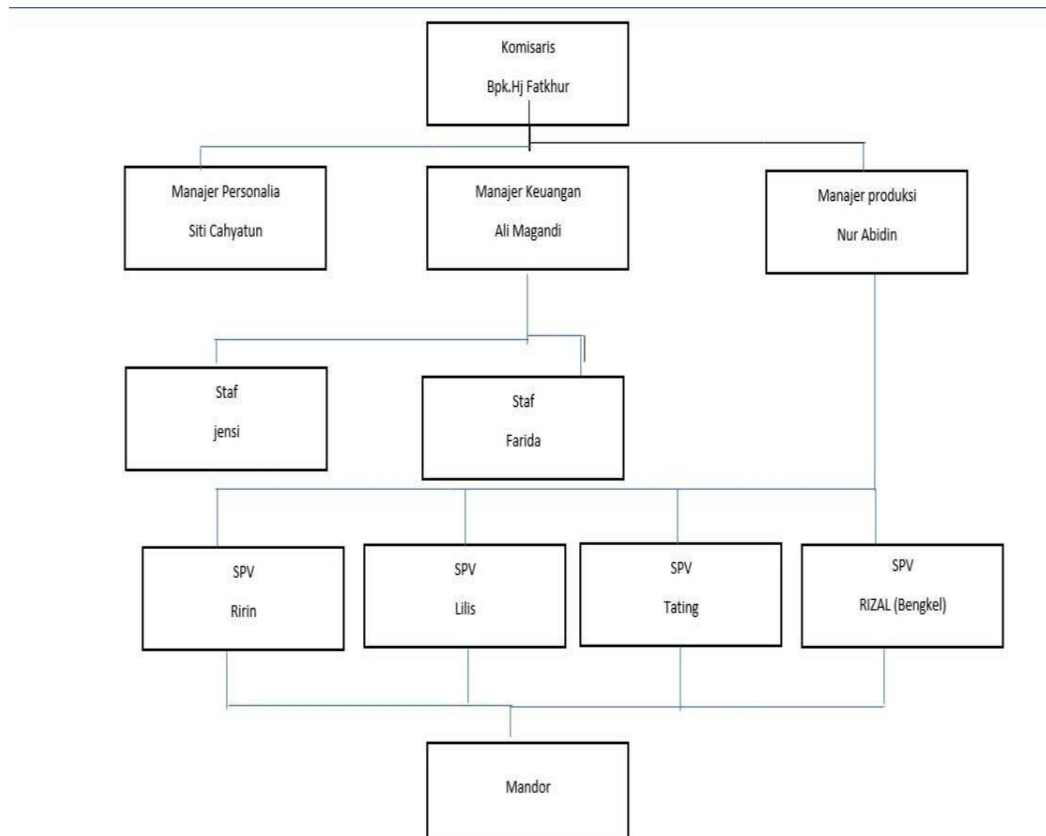 Komisaris
Bpk.Hj Fatkhur
Manajer Personalia
Siti Cahyatun
Manajer Keuangan
Ali Magandi
Manajer produksi
Nur Abidin
Staf
jensi
Staf
Farida
SPV
Ririn
SPV
Lilis
SPV
Tating
SPV
RIZAL (Bengkel)
Mandor